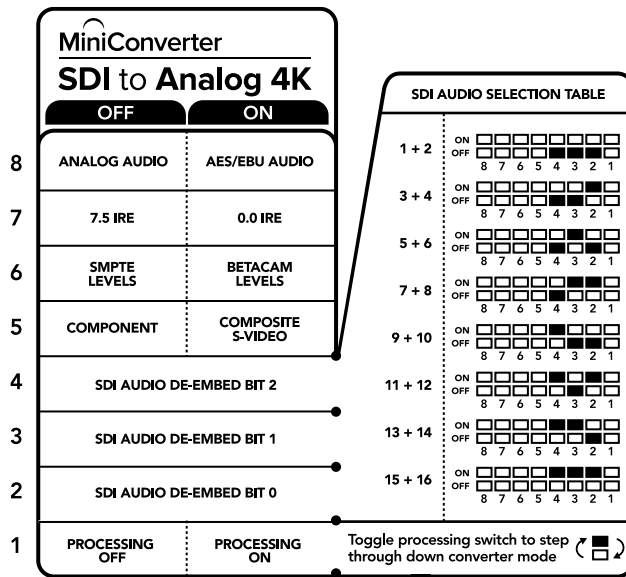 MiniConverter
SDI to Analog 4K
OFF ON
8 ANALOG AUDIO AES/EBU AUDIO
7 7.5 IRE 0.0 IRE
6 SMPTE LEVELS BETACAM LEVELS
5 COMPONENT COMPOSITE S-VIDEO
4 SDI AUDIO DE-EMBED BIT 2
3 SDI AUDIO DE-EMBED BIT 1
2 SDI AUDIO DE-EMBED BIT 0
1 PROCESSING OFF PROCESSING ON
SDI AUDIO SELECTION TABLE
1 + 2 ON OFF
8 7 6 5 4 3 2 1
3 + 4 ON OFF
8 7 6 5 4 3 2 1
5 + 6 ON OFF
8 7 6 5 4 3 2 1
7 + 8 ON OFF
8 7 6 5 4 3 2 1
9 + 10 ON OFF
8 7 6 5 4 3 2 1
11 + 12 ON OFF
8 7 6 5 4 3 2 1
13 + 14 ON OFF
8 7 6 5 4 3 2 1
15 + 16 ON OFF
8 7 6 5 4 3 2 1
Toggle processing switch to step
through down converter mode